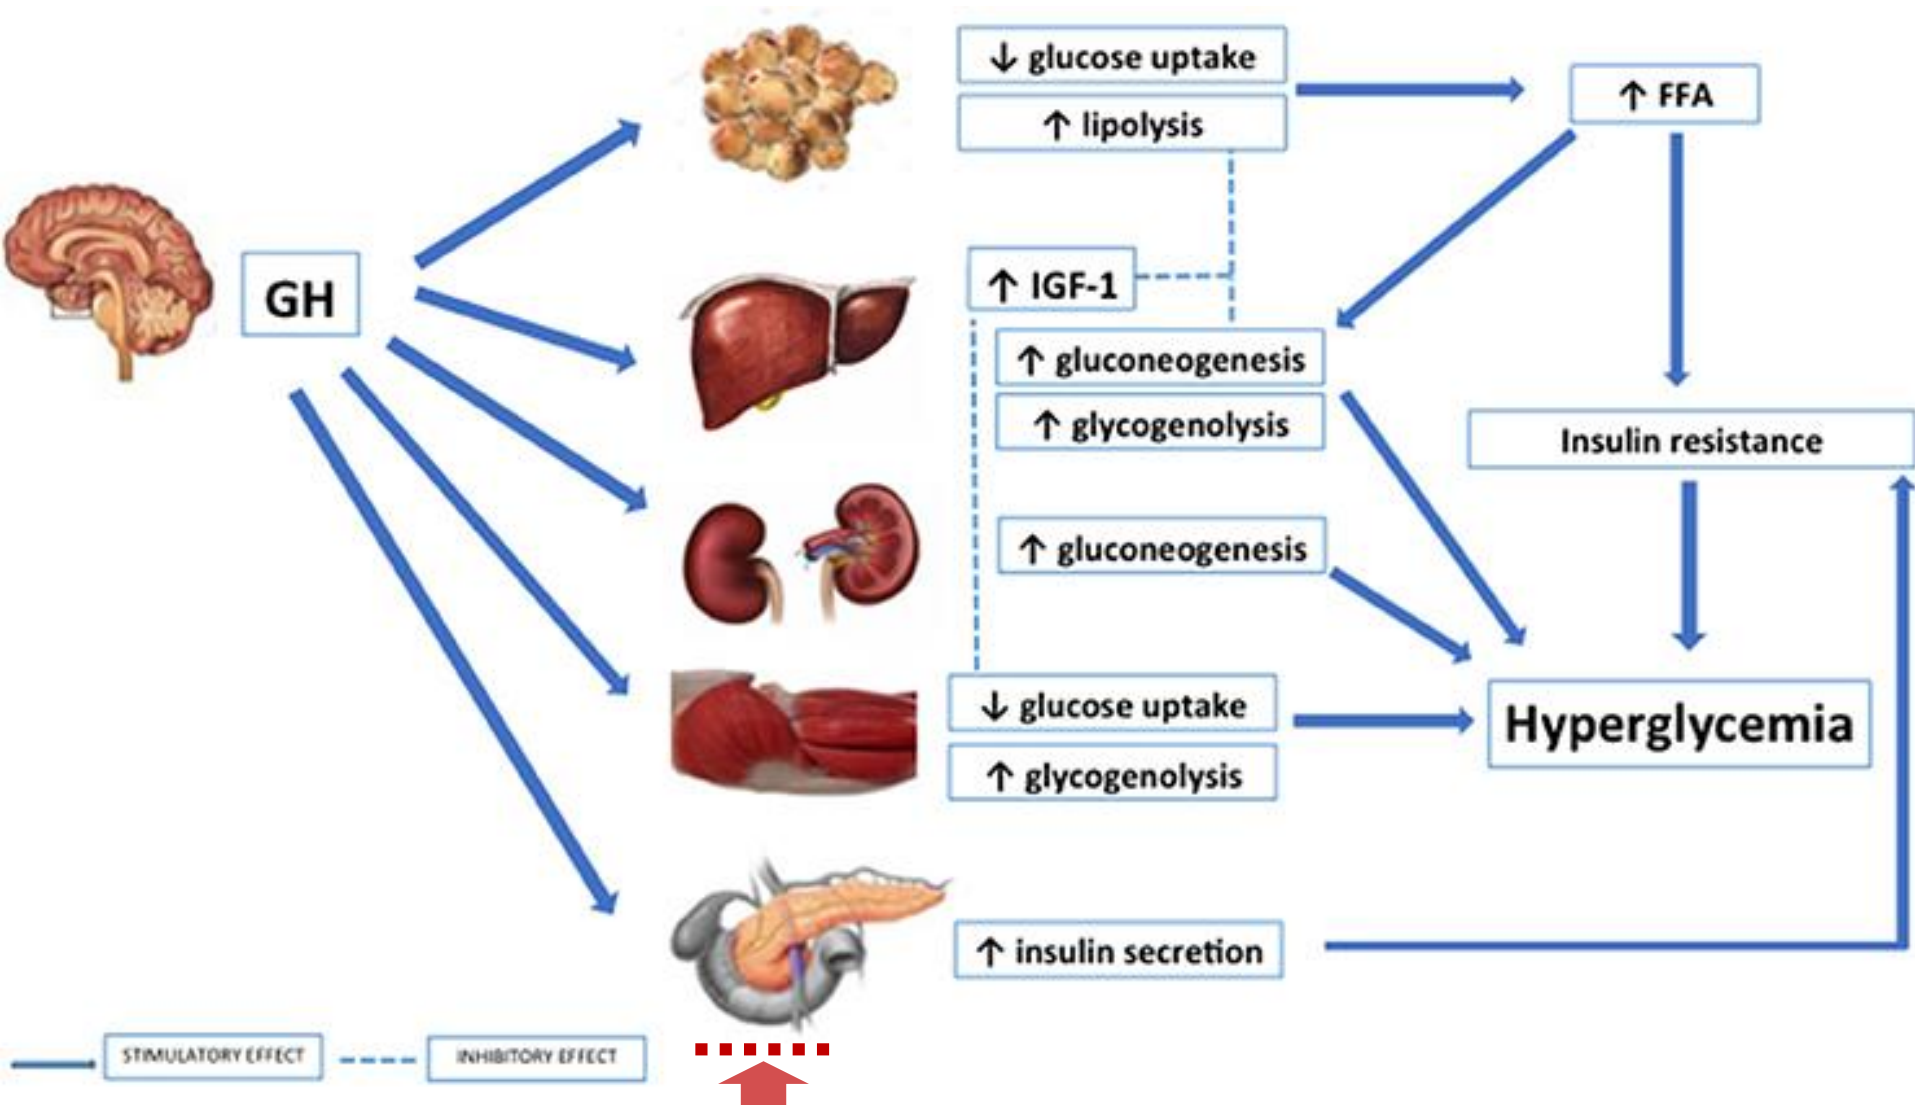 ↓ glucose uptake
↑ lipolysis
↑ FFA
GH
↑ IGF-1
↑ gluconeogenesis
↑ glycogenolysis
Insulin resistance
↑ gluconeogenesis
↓ glucose uptake
↑ glycogenolysis
Hyperglycemia
↑ insulin secretion
STIMULATORY EFFECT
INHIBITORY EFFECT